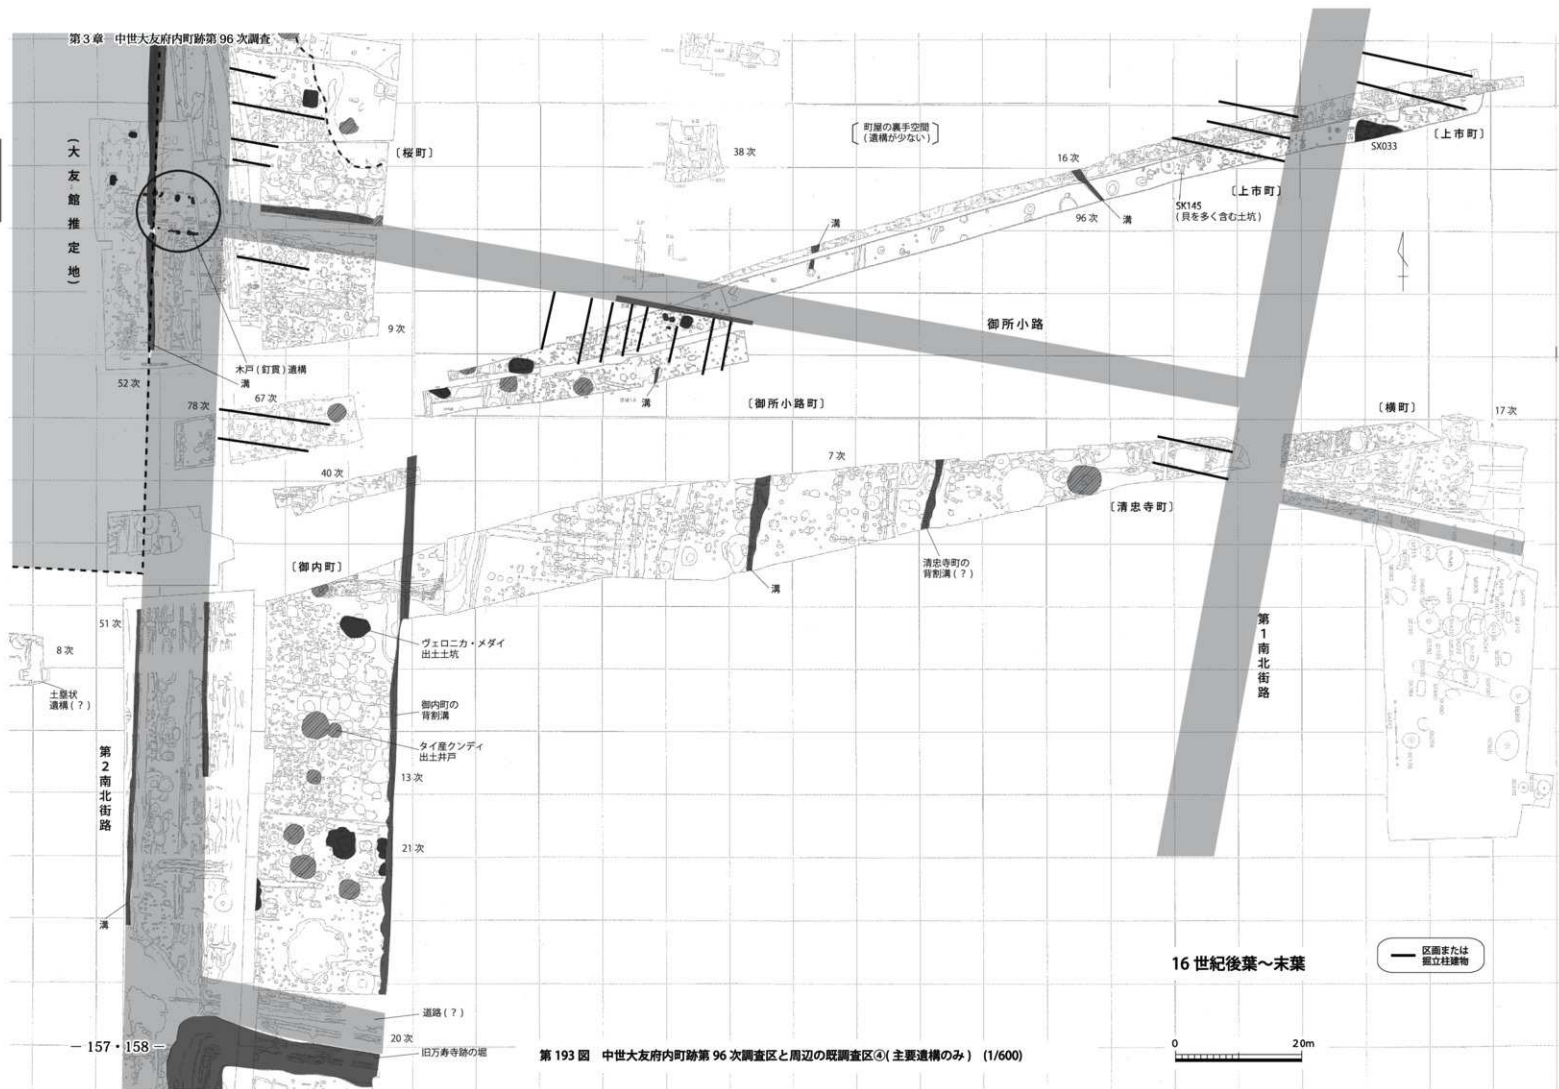 第3章 中世大友府内町跡第96次調査
(大友館推定地)
〔桜町〕
38次
〔町屋の裏手空間
(遺構が少ない)〕
16次
96次
溝
溝
SK145
(貝を多く含む土坑)
〔上市町〕
SX033
〔上市町〕
9次
木戸(釘貫)遺構
溝
52次
78次
67次
40次
御所小路
〔御所小路町〕
溝
〔横町〕
17次
7次
〔清忠寺町〕
清忠寺町の
背割溝(?)
溝
〔御内町〕
51次
8次
土塁状
遺構(?)
ヴェロニカ・メダイ
出土土坑
御内町の
背割溝
タイ産クンディ
出土井戸
13次
21次
第2南北街路
第1南北街路
溝
道路(?)
20次
旧万寿寺跡の堀
16世紀後葉～末葉
区画または
掘立柱建物
0 20m
第193図 中世大友府内町跡第96次調査区と周辺の既調査区④(主要遺構のみ) (1/600)
― 157・158 ―